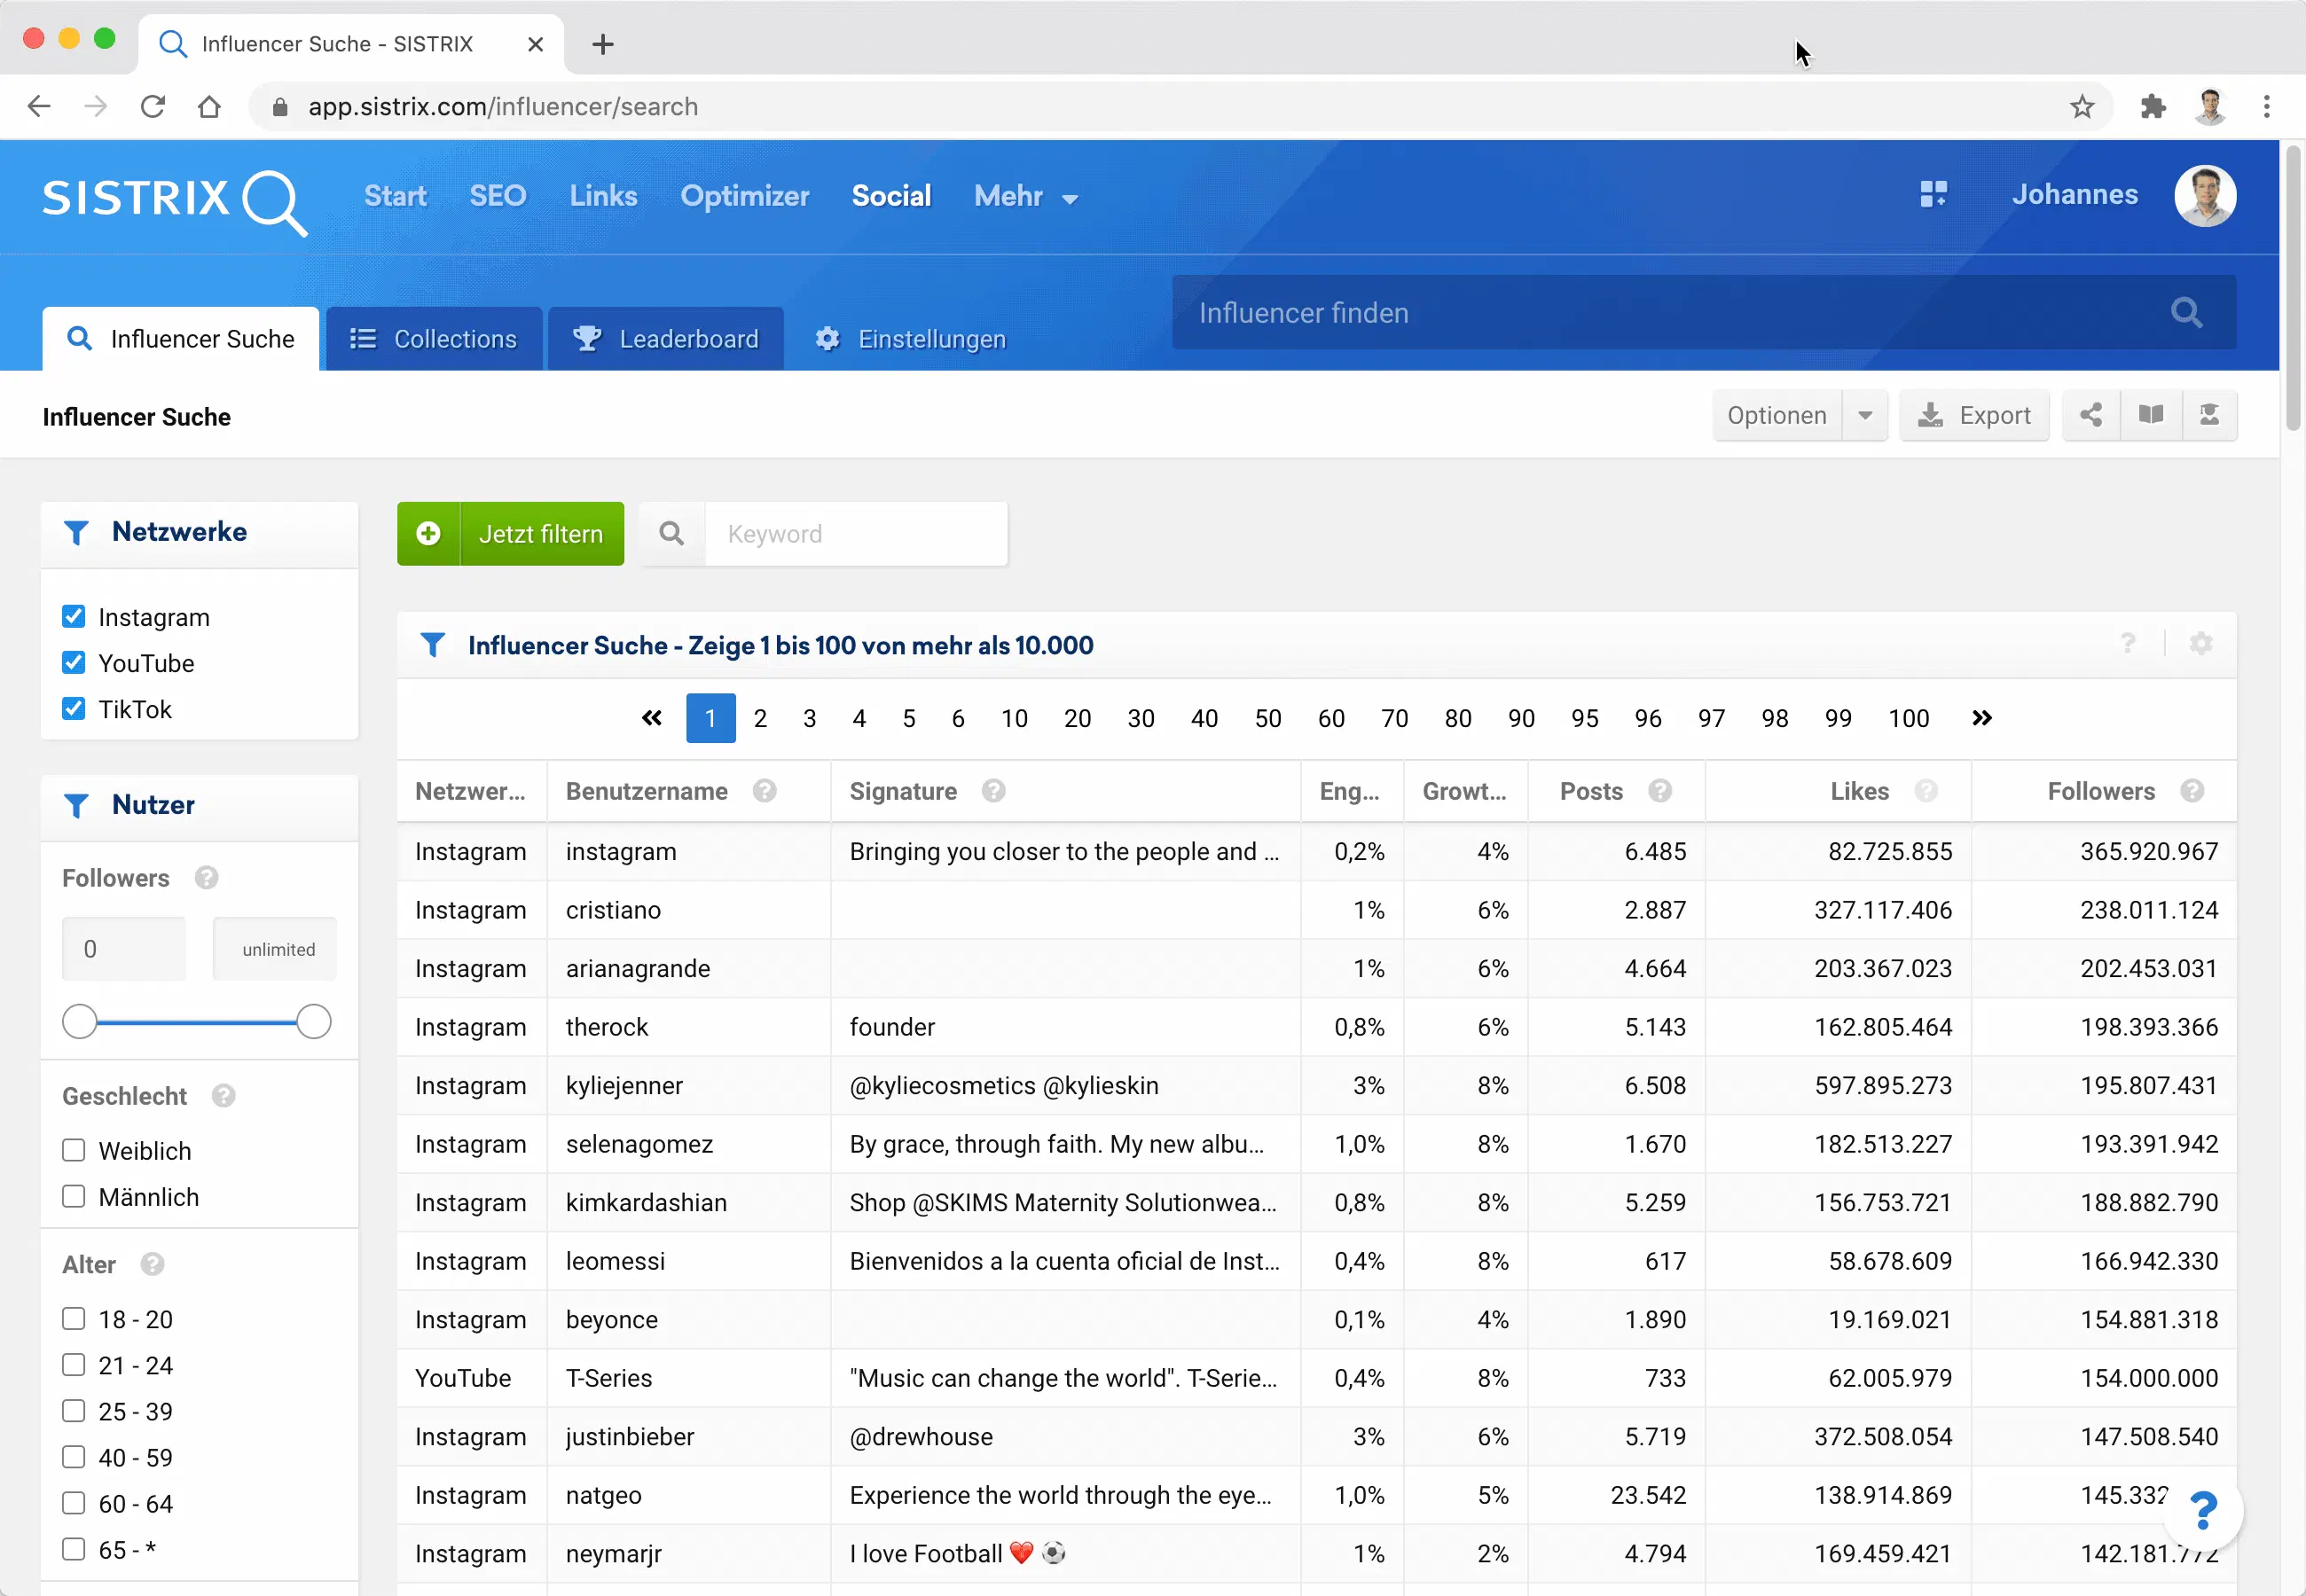 Influencer Suche - SISTRIX
app.sistrix.com/influencer/search
SISTRIX Start SEO Links Optimizer Social Mehr Johannes
Influencer finden
Influencer Suche Collections Leaderboard Einstellungen
Influencer Suche Optionen Export
Netzwerke
Instagram
YouTube
TikTok
Nutzer
Followers ?
0 unlimited
Geschlecht ?
Weiblich
Männlich
Alter ?
18 - 20
21 - 24
25 - 39
40 - 59
60 - 64
65 - *
Jetzt filtern Keyword
Influencer Suche - Zeige 1 bis 100 von mehr als 10.000 ?
« 1 2 3 4 5 6 10 20 30 40 50 60 70 80 90 95 96 97 98 99 100 »
Netzwer... Benutzername ? Signature ? Eng... Growt... Posts ? Likes ? Followers ?
Instagram instagram Bringing you closer to the people and ... 0,2% 4% 6.485 82.725.855 365.920.967
Instagram cristiano 1% 6% 2.887 327.117.406 238.011.124
Instagram arianagrande 1% 6% 4.664 203.367.023 202.453.031
Instagram therock founder 0,8% 6% 5.143 162.805.464 198.393.366
Instagram kyliejenner @kyliecosmetics @kylieskin 3% 8% 6.508 597.895.273 195.807.431
Instagram selenagomez By grace, through faith. My new albu... 1,0% 8% 1.670 182.513.227 193.391.942
Instagram kimkardashian Shop @SKIMS Maternity Solutionwea... 0,8% 8% 5.259 156.753.721 188.882.790
Instagram leomessi Bienvenidos a la cuenta oficial de Inst... 0,4% 8% 617 58.678.609 166.942.330
Instagram beyonce 0,1% 4% 1.890 19.169.021 154.881.318
YouTube T-Series "Music can change the world". T-Serie... 0,4% 8% 733 62.005.979 154.000.000
Instagram justinbieber @drewhouse 3% 6% 5.719 372.508.054 147.508.540
Instagram natgeo Experience the world through the eye... 1,0% 5% 23.542 138.914.869
Instagram neymarjr I love Football ❤️ ⚽ 1% 2% 4.794 169.459.421 142.181.772
?